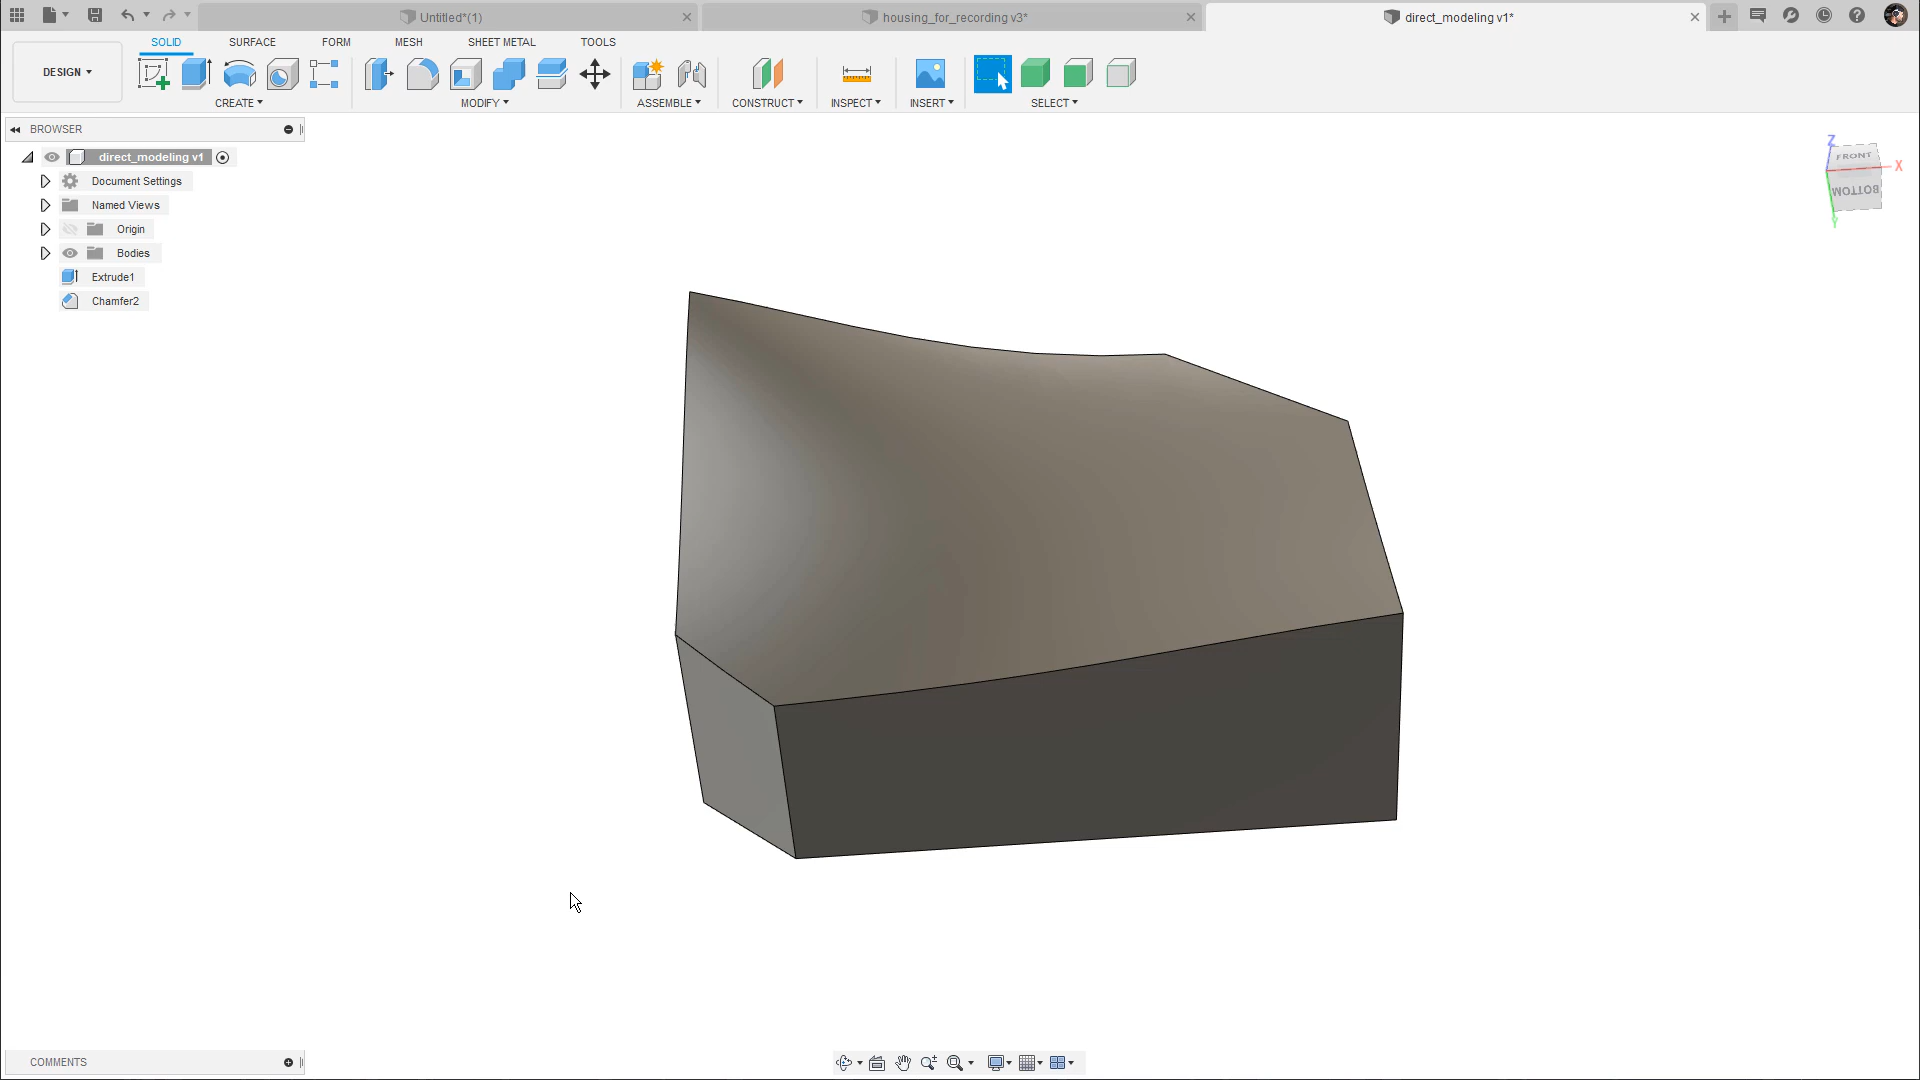 Untitled*(1)
housing_for_recording v3*
direct_modeling v1*
DESIGN
SOLID
SURFACE
FORM
MESH
SHEET METAL
TOOLS
CREATE
MODIFY
ASSEMBLE
CONSTRUCT
INSPECT
INSERT
SELECT
BROWSER
direct_modeling v1
Document Settings
Named Views
Origin
Bodies
Extrude1
Chamfer2
Z
FRONT
X
BOTTOM
Y
COMMENTS